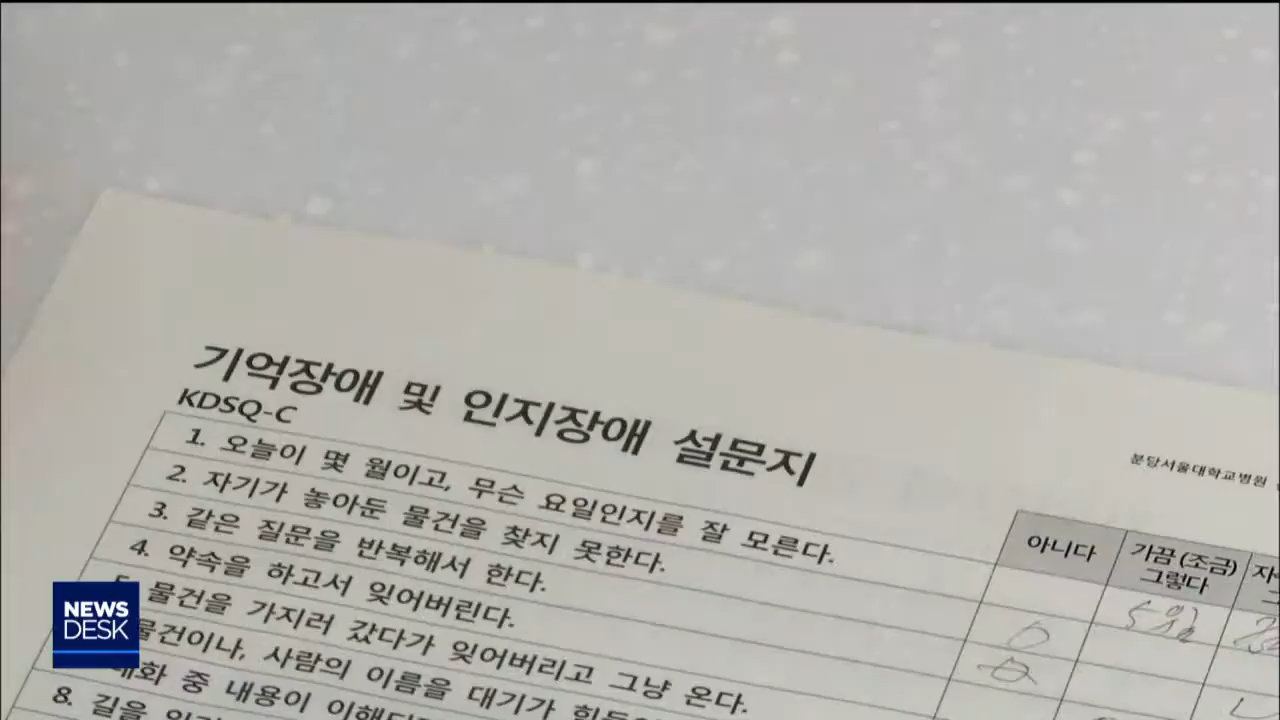 기억장애 및 인지장애 설문지
KDSQ-C
분당서울대학교병원
아니다 가끔 (조금)
그렇다
1. 오늘이 몇 월이고, 무슨 요일인지를 잘 모른다.
5월
2. 자기가 놓아둔 물건을 찾지 못한다.
3. 같은 질문을 반복해서 한다.
4. 약속을 하고서 잊어버린다.
5. 물건을 가지러 갔다가 잊어버리고 그냥 온다.
물건이나, 사람의 이름을 대기가
대화 중 내용이
8. 길을
NEWS
DESK